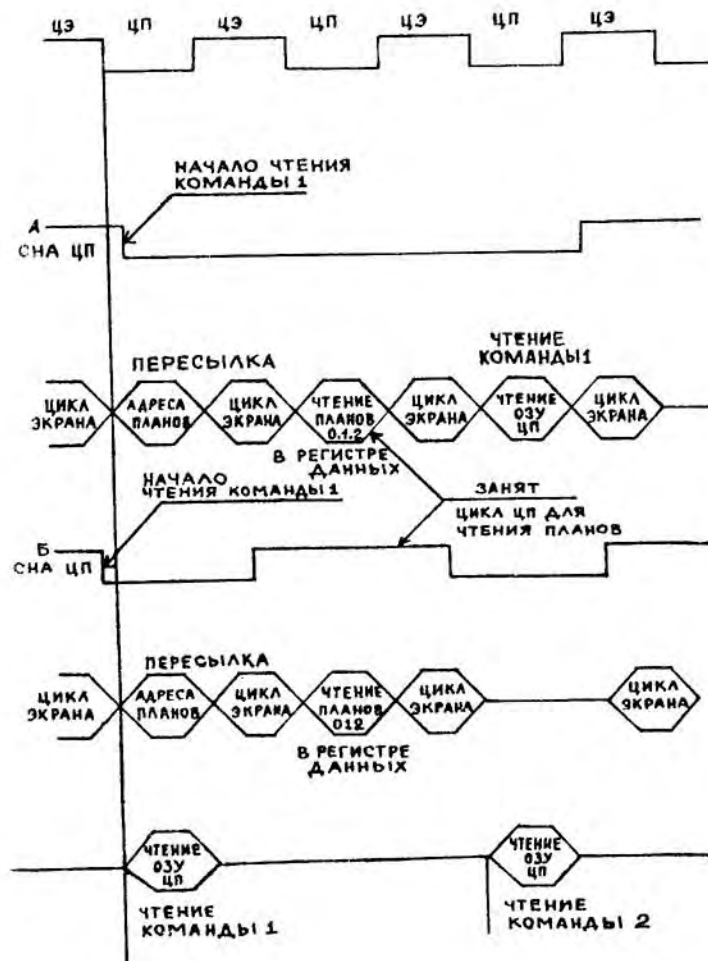 ЦЭ ЦП ЦЭ ЦП ЦЭ ЦП ЦЭ
НАЧАЛО ЧТЕНИЯ
КОМАНДЫ 1
А
СНА ЦП
ЧТЕНИЕ
КОМАНДЫ1
ПЕРЕСЫЛКА
ЦИКЛ
ЭКРАНА
АДРЕСА
ПЛАНОВ
ЦИКЛ
ЭКРАНА
ЧТЕНИЕ
ПЛАНОВ
0.1.2
ЦИКЛ
ЭКРАНА
ЧТЕНИЕ
ОЗУ
ЦП
ЦИКЛ
ЭКРАНА
В РЕГИСТРЕ
ДАННЫХ
НАЧАЛО
ЧТЕНИЯ КОМАНДЫ 1
ЗАНЯТ
ЦИКЛ ЦП ДЛЯ
ЧТЕНИЯ ПЛАНОВ
Б
СНА ЦП
ПЕРЕСЫЛКА
ЦИКЛ
ЭКРАНА
АДРЕСА
ПЛАНОВ
ЦИКЛ
ЭКРАНА
ЧТЕНИЕ
ПЛАНОВ
012
ЦИКЛ
ЭКРАНА
ЦИКЛ
ЭКРАНА
В РЕГИСТРЕ
ДАННЫХ
ЧТЕНИЕ
ОЗУ
ЦП
ЧТЕНИЕ
ОЗУ
ЦП
ЧТЕНИЕ
КОМАНДЫ 1
ЧТЕНИЕ
КОМАНДЫ 2